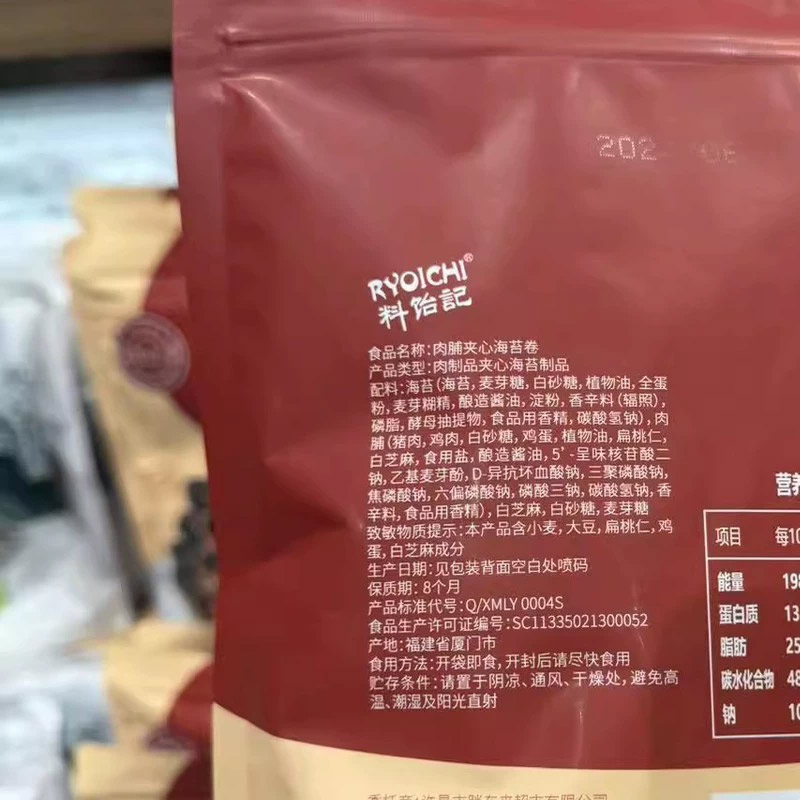 RYOICHI®
料饴記
食品名称:肉脯夹心海苔卷
产品类型:肉制品夹心海苔制品
配料:海苔(海苔,麦芽糖,白砂糖,植物油,全蛋
粉,麦芽糊精,酿造酱油,淀粉,香辛料(辐照),
磷脂,酵母抽提物,食品用香精,碳酸氢钠),肉
脯(猪肉,鸡肉,白砂糖,鸡蛋,植物油,扁桃仁,
白芝麻,食用盐,酿造酱油,5'-呈味核苷酸二
钠,乙基麦芽酚,D-异抗坏血酸钠,三聚磷酸钠,
焦磷酸钠,六偏磷酸钠,磷酸三钠,碳酸氢钠,香
辛料,食品用香精),白芝麻,白砂糖,麦芽糖
致敏物质提示:本产品含小麦,大豆,扁桃仁,鸡
蛋,白芝麻成分
生产日期:见包装背面空白处喷码
保质期:8个月
产品标准代号:Q/XMLY 0004S
食品生产许可证编号:SC11335021300052
产地:福建省厦门市
食用方法:开袋即食,开封后请尽快食用
贮存条件:请置于阴凉、通风、干燥处,避免高
温、潮湿及阳光直射
营养
项目 每10
能量 198
蛋白质 13
脂肪 25
碳水化合物 48
钠 10